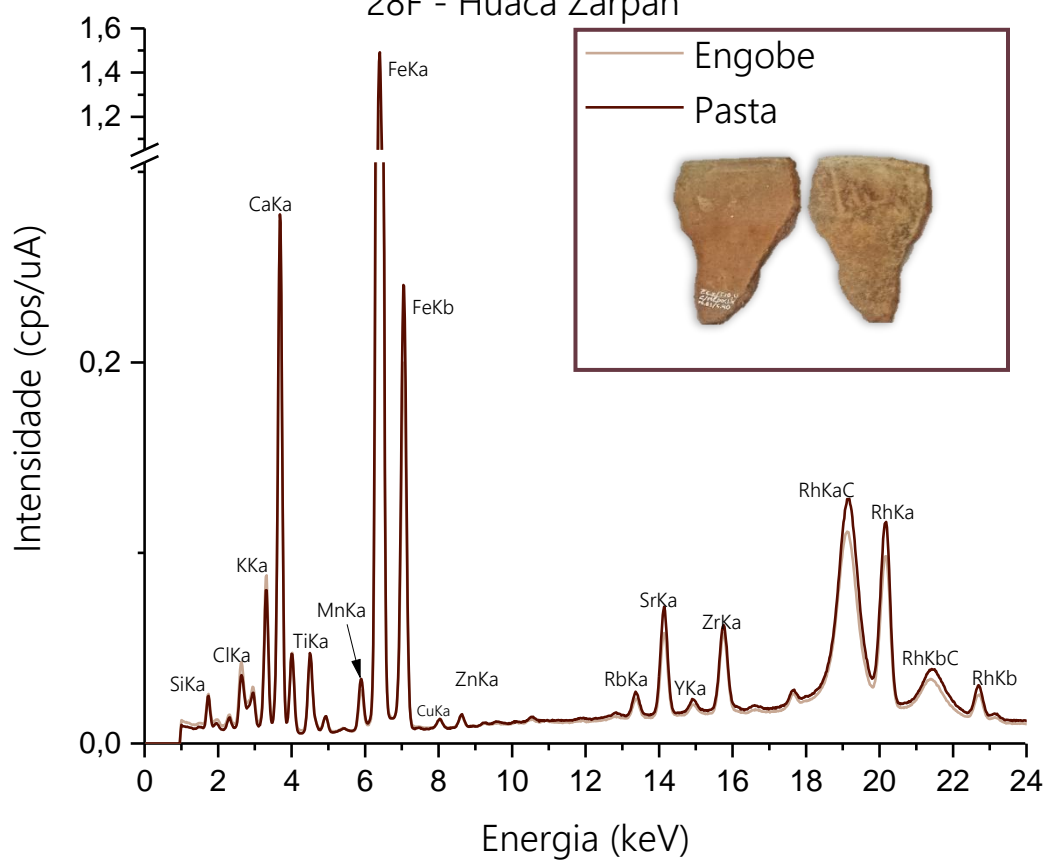 28F - Huaca Zarpan
1,6
1,4
1,2
0,2
0,0
Intensidade (cps/uA)
Engobe
Pasta
FeKa
CaKa
FeKb
KKa
MnKa
ClKa
TiKa
SiKa
ZnKa
CuKa
RbKa
SrKa
YKa
ZrKa
RhKaC
RhKa
RhKbC
RhKb
0 2 4 6 8 10 12 14 16 18 20 22 24
Energia (keV)